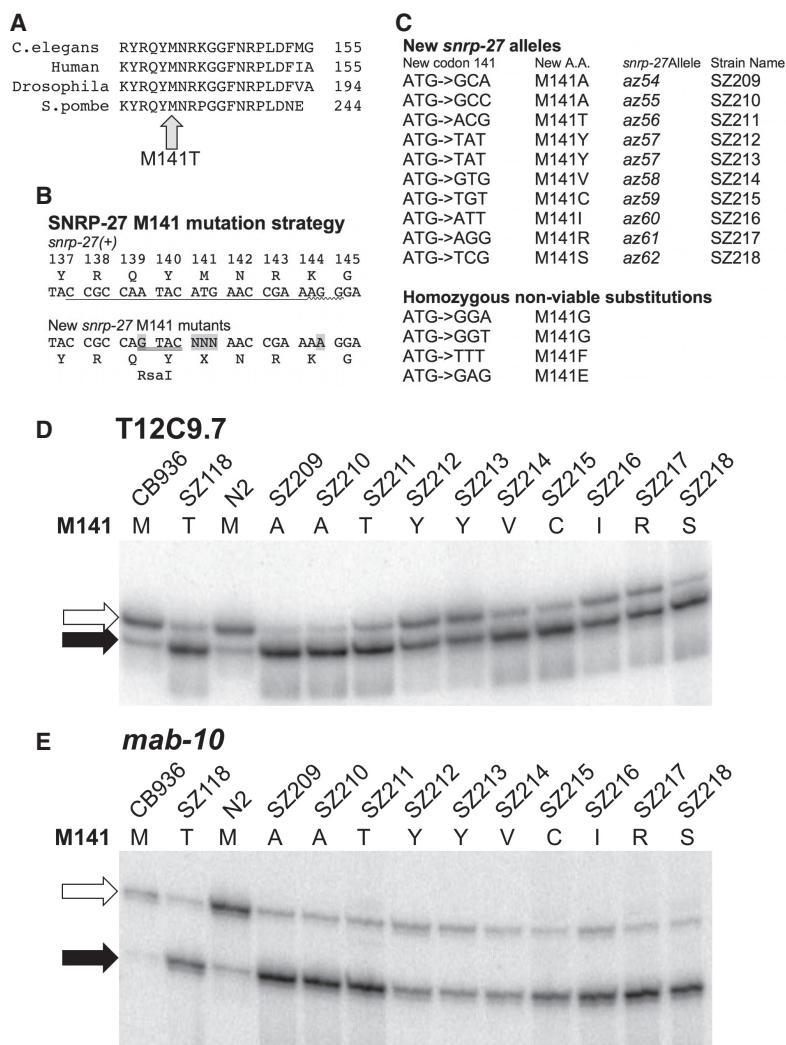 A
C.elegans RYRQYMNRKGGFNRPLDFMG 155
Human KYRQYMNRKGGFNRPLDFIA 155
Drosophila KYRQYMNRKGGFNRPLDFVA 194
S.pombe KYRQYMNRPGGFNRPLDNE 244
M141T
B
SNRP-27 M141 mutation strategy
snrp-27(+)
137 138 139 140 141 142 143 144 145
Y R Q Y M N R K G
TAC CGC CAA TAC ATG AAC CGA AAG GGA
New snrp-27 M141 mutants
TAC CGC CAG TAC NNN AAC CGA AAA GGA
Y R Q Y X N R K G
RsaI
C
New snrp-27 alleles
New codon 141 New A.A. snrp-27Allele Strain Name
ATG->GCA M141A az54 SZ209
ATG->GCC M141A az55 SZ210
ATG->ACG M141T az56 SZ211
ATG->TAT M141Y az57 SZ212
ATG->TAT M141Y az57 SZ213
ATG->GTG M141V az58 SZ214
ATG->TGT M141C az59 SZ215
ATG->ATT M141I az60 SZ216
ATG->AGG M141R az61 SZ217
ATG->TCG M141S az62 SZ218
Homozygous non-viable substitutions
ATG->GGA M141G
ATG->GGT M141G
ATG->TTT M141F
ATG->GAG M141E
D T12C9.7
CB936 SZ118 N2 SZ209 SZ210 SZ211 SZ212 SZ213 SZ214 SZ215 SZ216 SZ217 SZ218
M141 M T M A A T Y Y V C I R S
E mab-10
CB936 SZ118 N2 SZ209 SZ210 SZ211 SZ212 SZ213 SZ214 SZ215 SZ216 SZ217 SZ218
M141 M T M A A T Y Y V C I R S